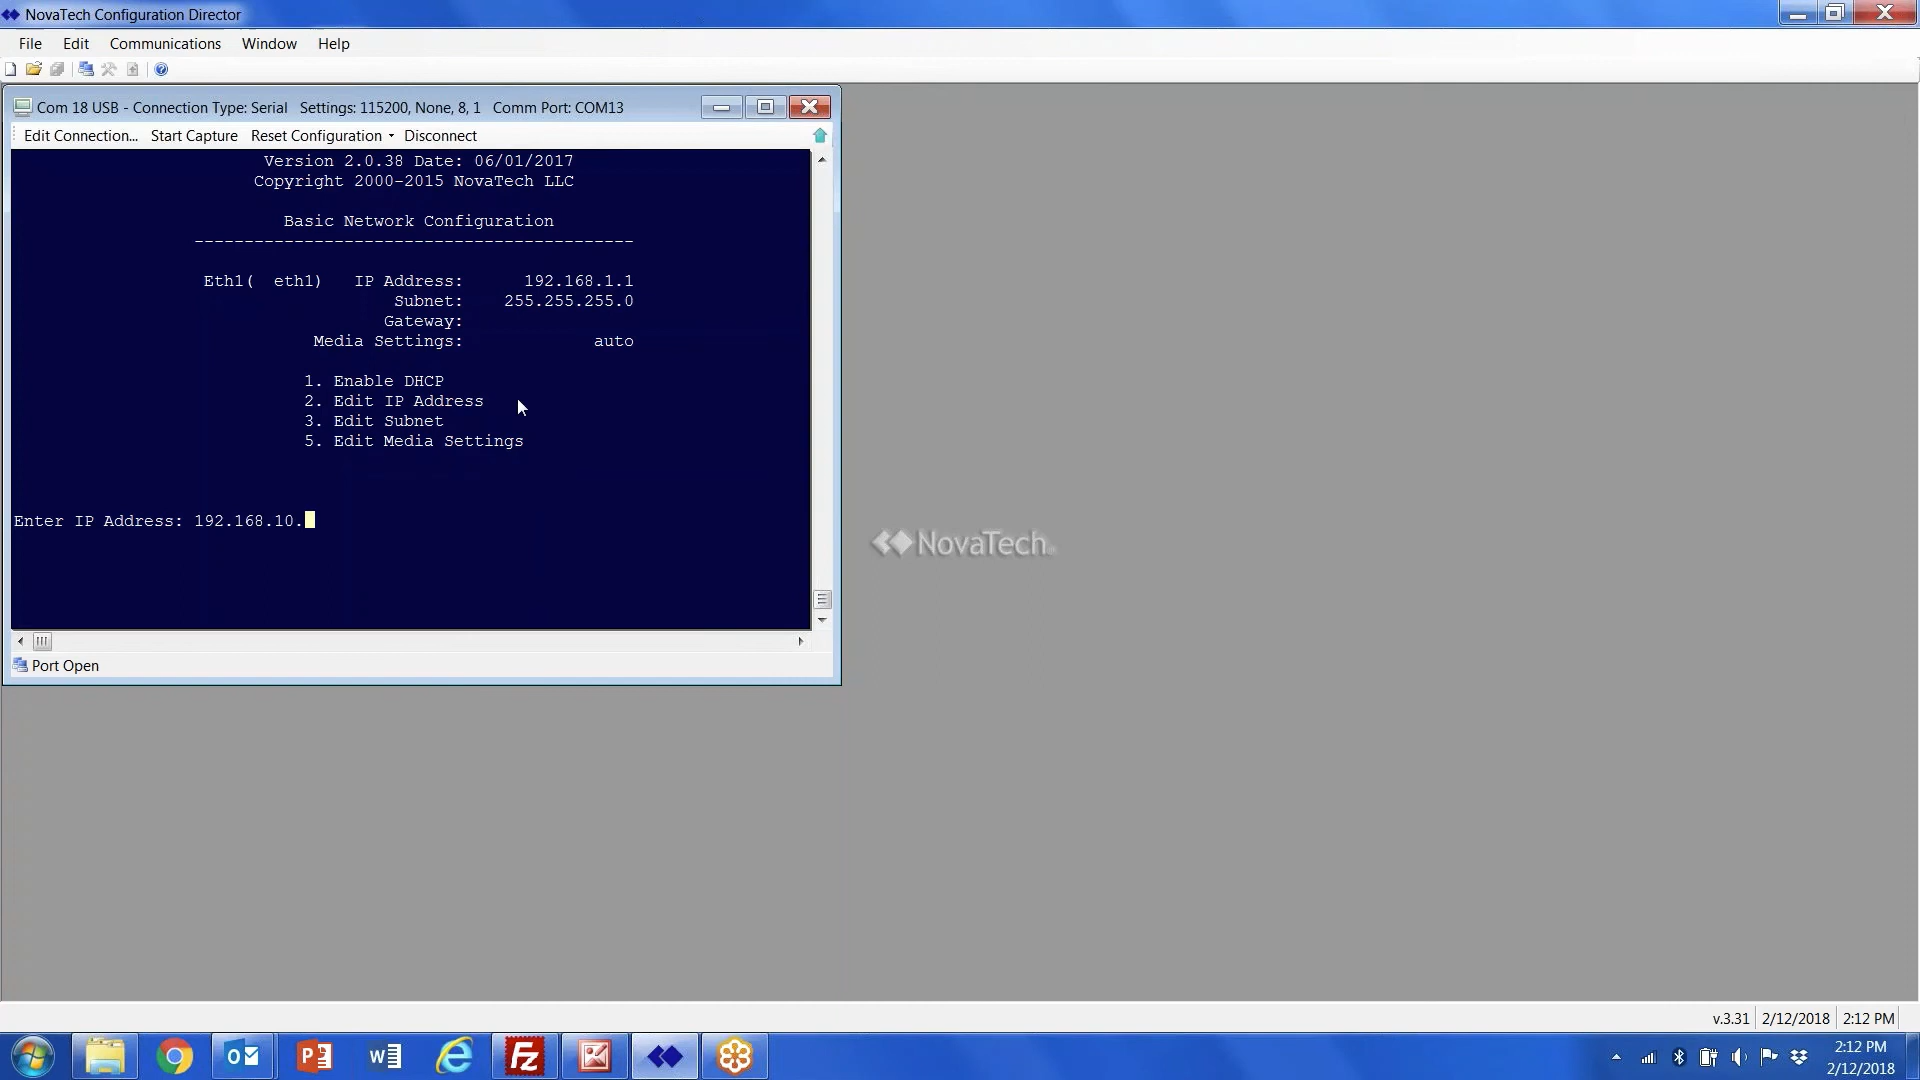 NovaTech Configuration Director
File Edit Communications Window Help
Com 18 USB - Connection Type: Serial Settings: 115200, None, 8, 1 Comm Port: COM13
Edit Connection... Start Capture Reset Configuration Disconnect
Version 2.0.38 Date: 06/01/2017
Copyright 2000-2015 NovaTech LLC
Basic Network Configuration
--------------------------------------------
Eth1( eth1) IP Address: 192.168.1.1
Subnet: 255.255.255.0
Gateway:
Media Settings: auto
1. Enable DHCP
2. Edit IP Address
3. Edit Subnet
5. Edit Media Settings
Enter IP Address: 192.168.10.
NovaTech
Port Open
v.3.31 2/12/2018 2:12 PM
2:12 PM
2/12/2018